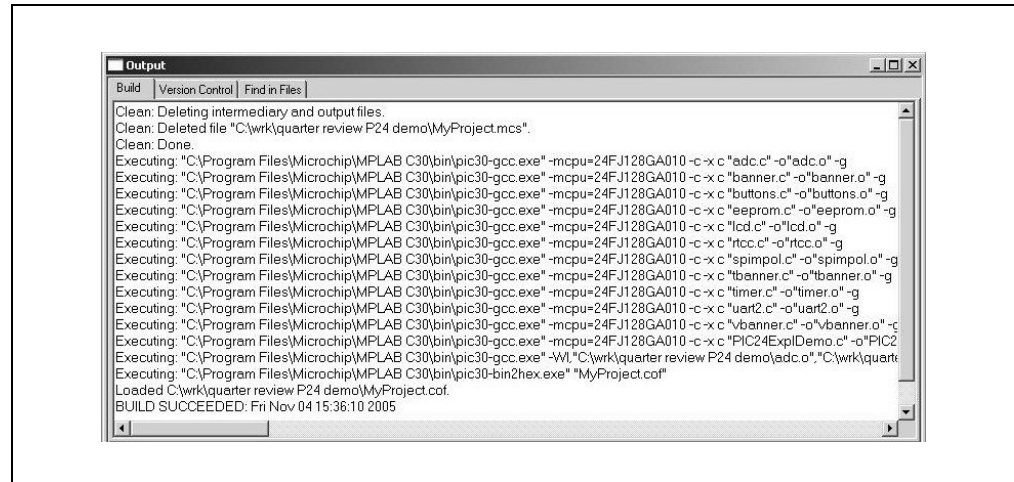 Output
Build Version Control Find in Files
Clean: Deleting intermediary and output files.
Clean: Deleted file "C:\wrk\quarter review P24 demo\MyProject.mcs".
Clean: Done.
Executing: "C:\Program Files\Microchip\MPLAB C30\bin\pic30-gcc.exe" -mcpu=24FJ128GA010 -c -x c "adc.c" -o"adc.o" -g
Executing: "C:\Program Files\Microchip\MPLAB C30\bin\pic30-gcc.exe" -mcpu=24FJ128GA010 -c -x c "banner.c" -o"banner.o" -g
Executing: "C:\Program Files\Microchip\MPLAB C30\bin\pic30-gcc.exe" -mcpu=24FJ128GA010 -c -x c "buttons.c" -o"buttons.o" -g
Executing: "C:\Program Files\Microchip\MPLAB C30\bin\pic30-gcc.exe" -mcpu=24FJ128GA010 -c -x c "eeprom.c" -o"eeprom.o" -g
Executing: "C:\Program Files\Microchip\MPLAB C30\bin\pic30-gcc.exe" -mcpu=24FJ128GA010 -c -x c "lcd.c" -o"lcd.o" -g
Executing: "C:\Program Files\Microchip\MPLAB C30\bin\pic30-gcc.exe" -mcpu=24FJ128GA010 -c -x c "rtcc.c" -o"rtcc.o" -g
Executing: "C:\Program Files\Microchip\MPLAB C30\bin\pic30-gcc.exe" -mcpu=24FJ128GA010 -c -x c "spimpol.c" -o"spimpol.o" -g
Executing: "C:\Program Files\Microchip\MPLAB C30\bin\pic30-gcc.exe" -mcpu=24FJ128GA010 -c -x c "tbanner.c" -o"tbanner.o" -g
Executing: "C:\Program Files\Microchip\MPLAB C30\bin\pic30-gcc.exe" -mcpu=24FJ128GA010 -c -x c "timer.c" -o"timer.o" -g
Executing: "C:\Program Files\Microchip\MPLAB C30\bin\pic30-gcc.exe" -mcpu=24FJ128GA010 -c -x c "uart2.c" -o"uart2.o" -g
Executing: "C:\Program Files\Microchip\MPLAB C30\bin\pic30-gcc.exe" -mcpu=24FJ128GA010 -c -x c "vbanner.c" -o"vbanner.o" -g
Executing: "C:\Program Files\Microchip\MPLAB C30\bin\pic30-gcc.exe" -mcpu=24FJ128GA010 -c -x c "PIC24ExplDemo.c" -o"PIC2
Executing: "C:\Program Files\Microchip\MPLAB C30\bin\pic30-gcc.exe" -Wl,"C:\wrk\quarter review P24 demo\adc.o","C:\wrk\quarte
Executing: "C:\Program Files\Microchip\MPLAB C30\bin\pic30-bin2hex.exe" "MyProject.cof"
Loaded C:\wrk\quarter review P24 demo\MyProject.cof.
BUILD SUCCEEDED: Fri Nov 04 15:36:10 2005